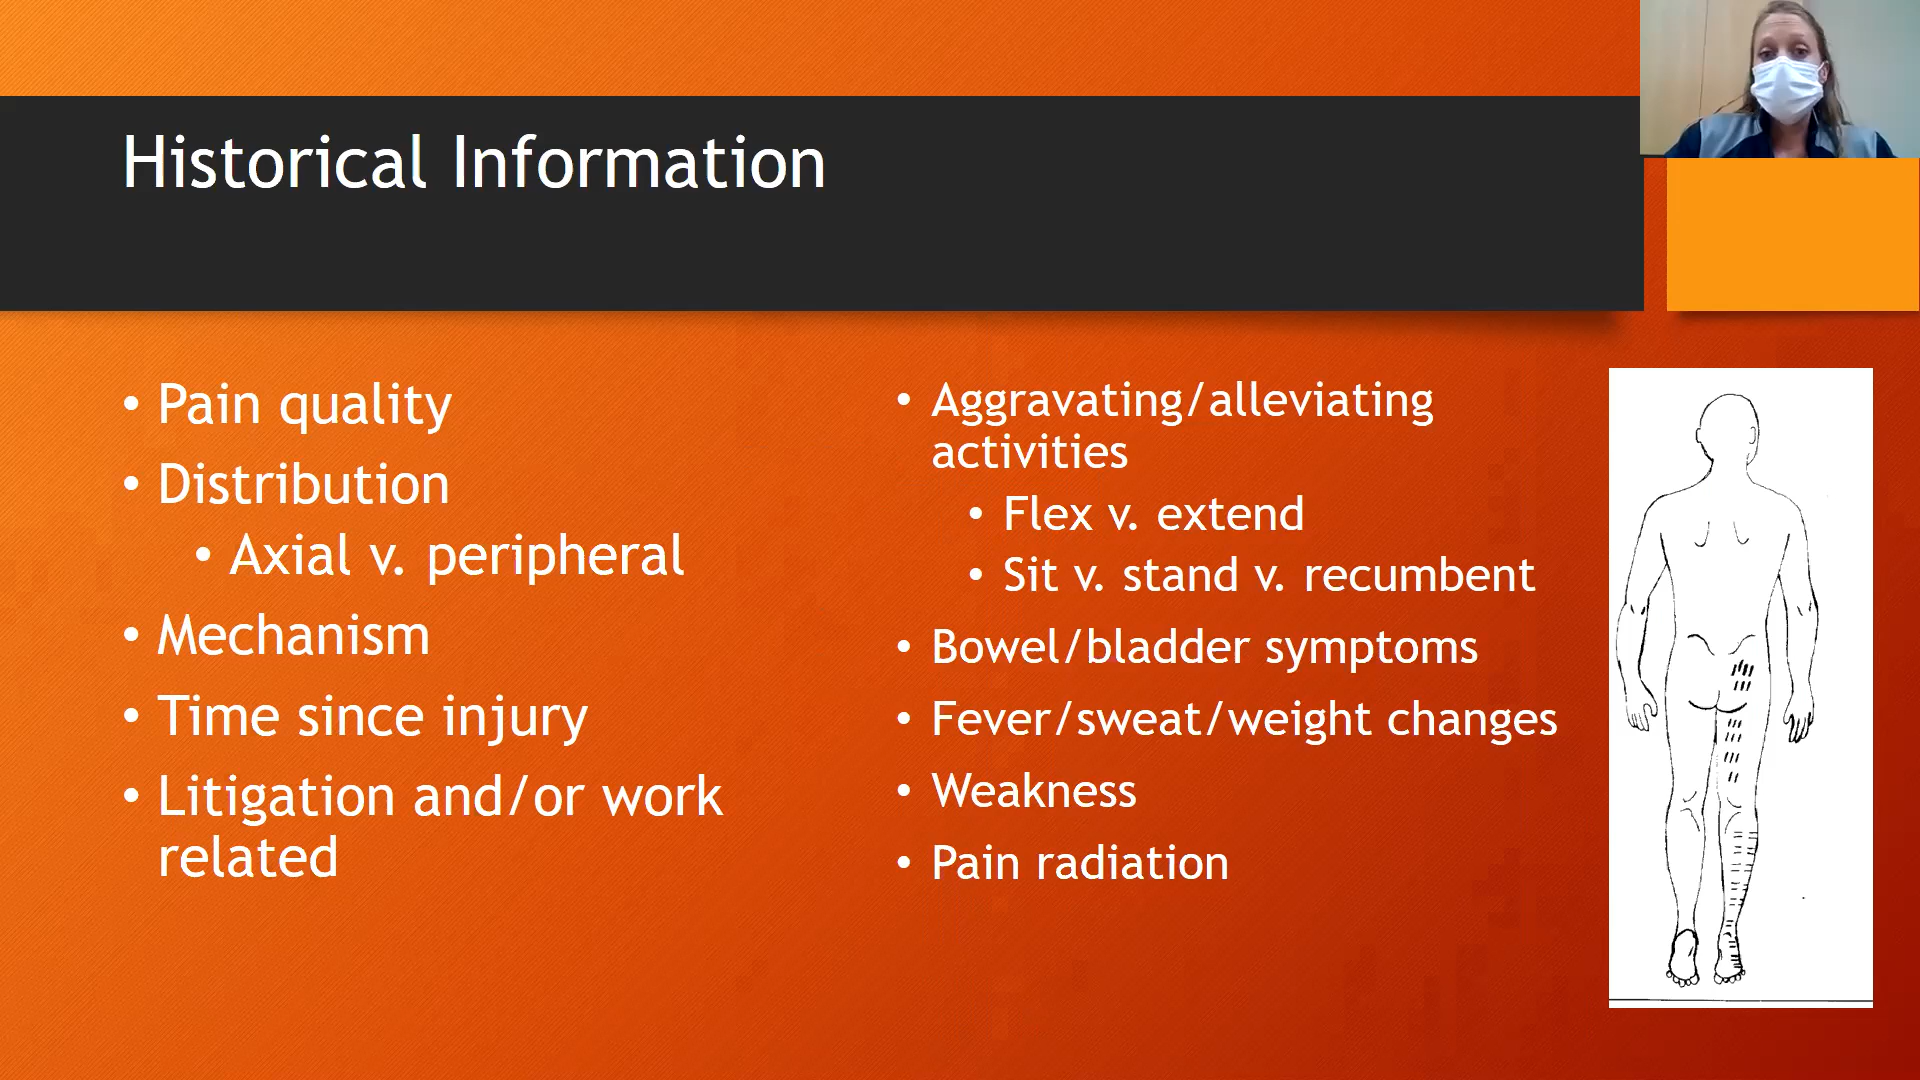 Historical Information
• Pain quality
• Distribution
• Axial v. peripheral
• Mechanism
• Time since injury
• Litigation and/or work
related
• Aggravating/alleviating
activities
• Flex v. extend
• Sit v. stand v. recumbent
• Bowel/bladder symptoms
• Fever/sweat/weight changes
• Weakness
• Pain radiation